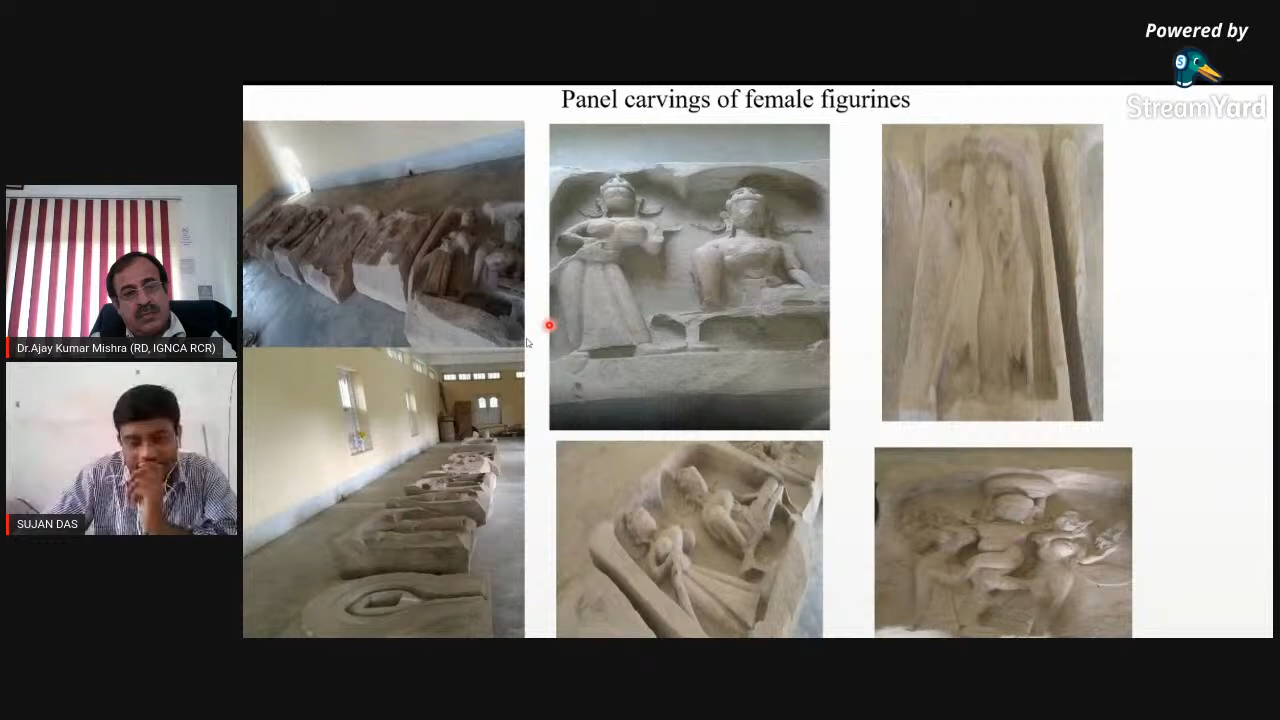 Powered by
StreamYard
Panel carvings of female figurines
Dr.Ajay Kumar Mishra (RD, IGNCA RCR)
SUJAN DAS